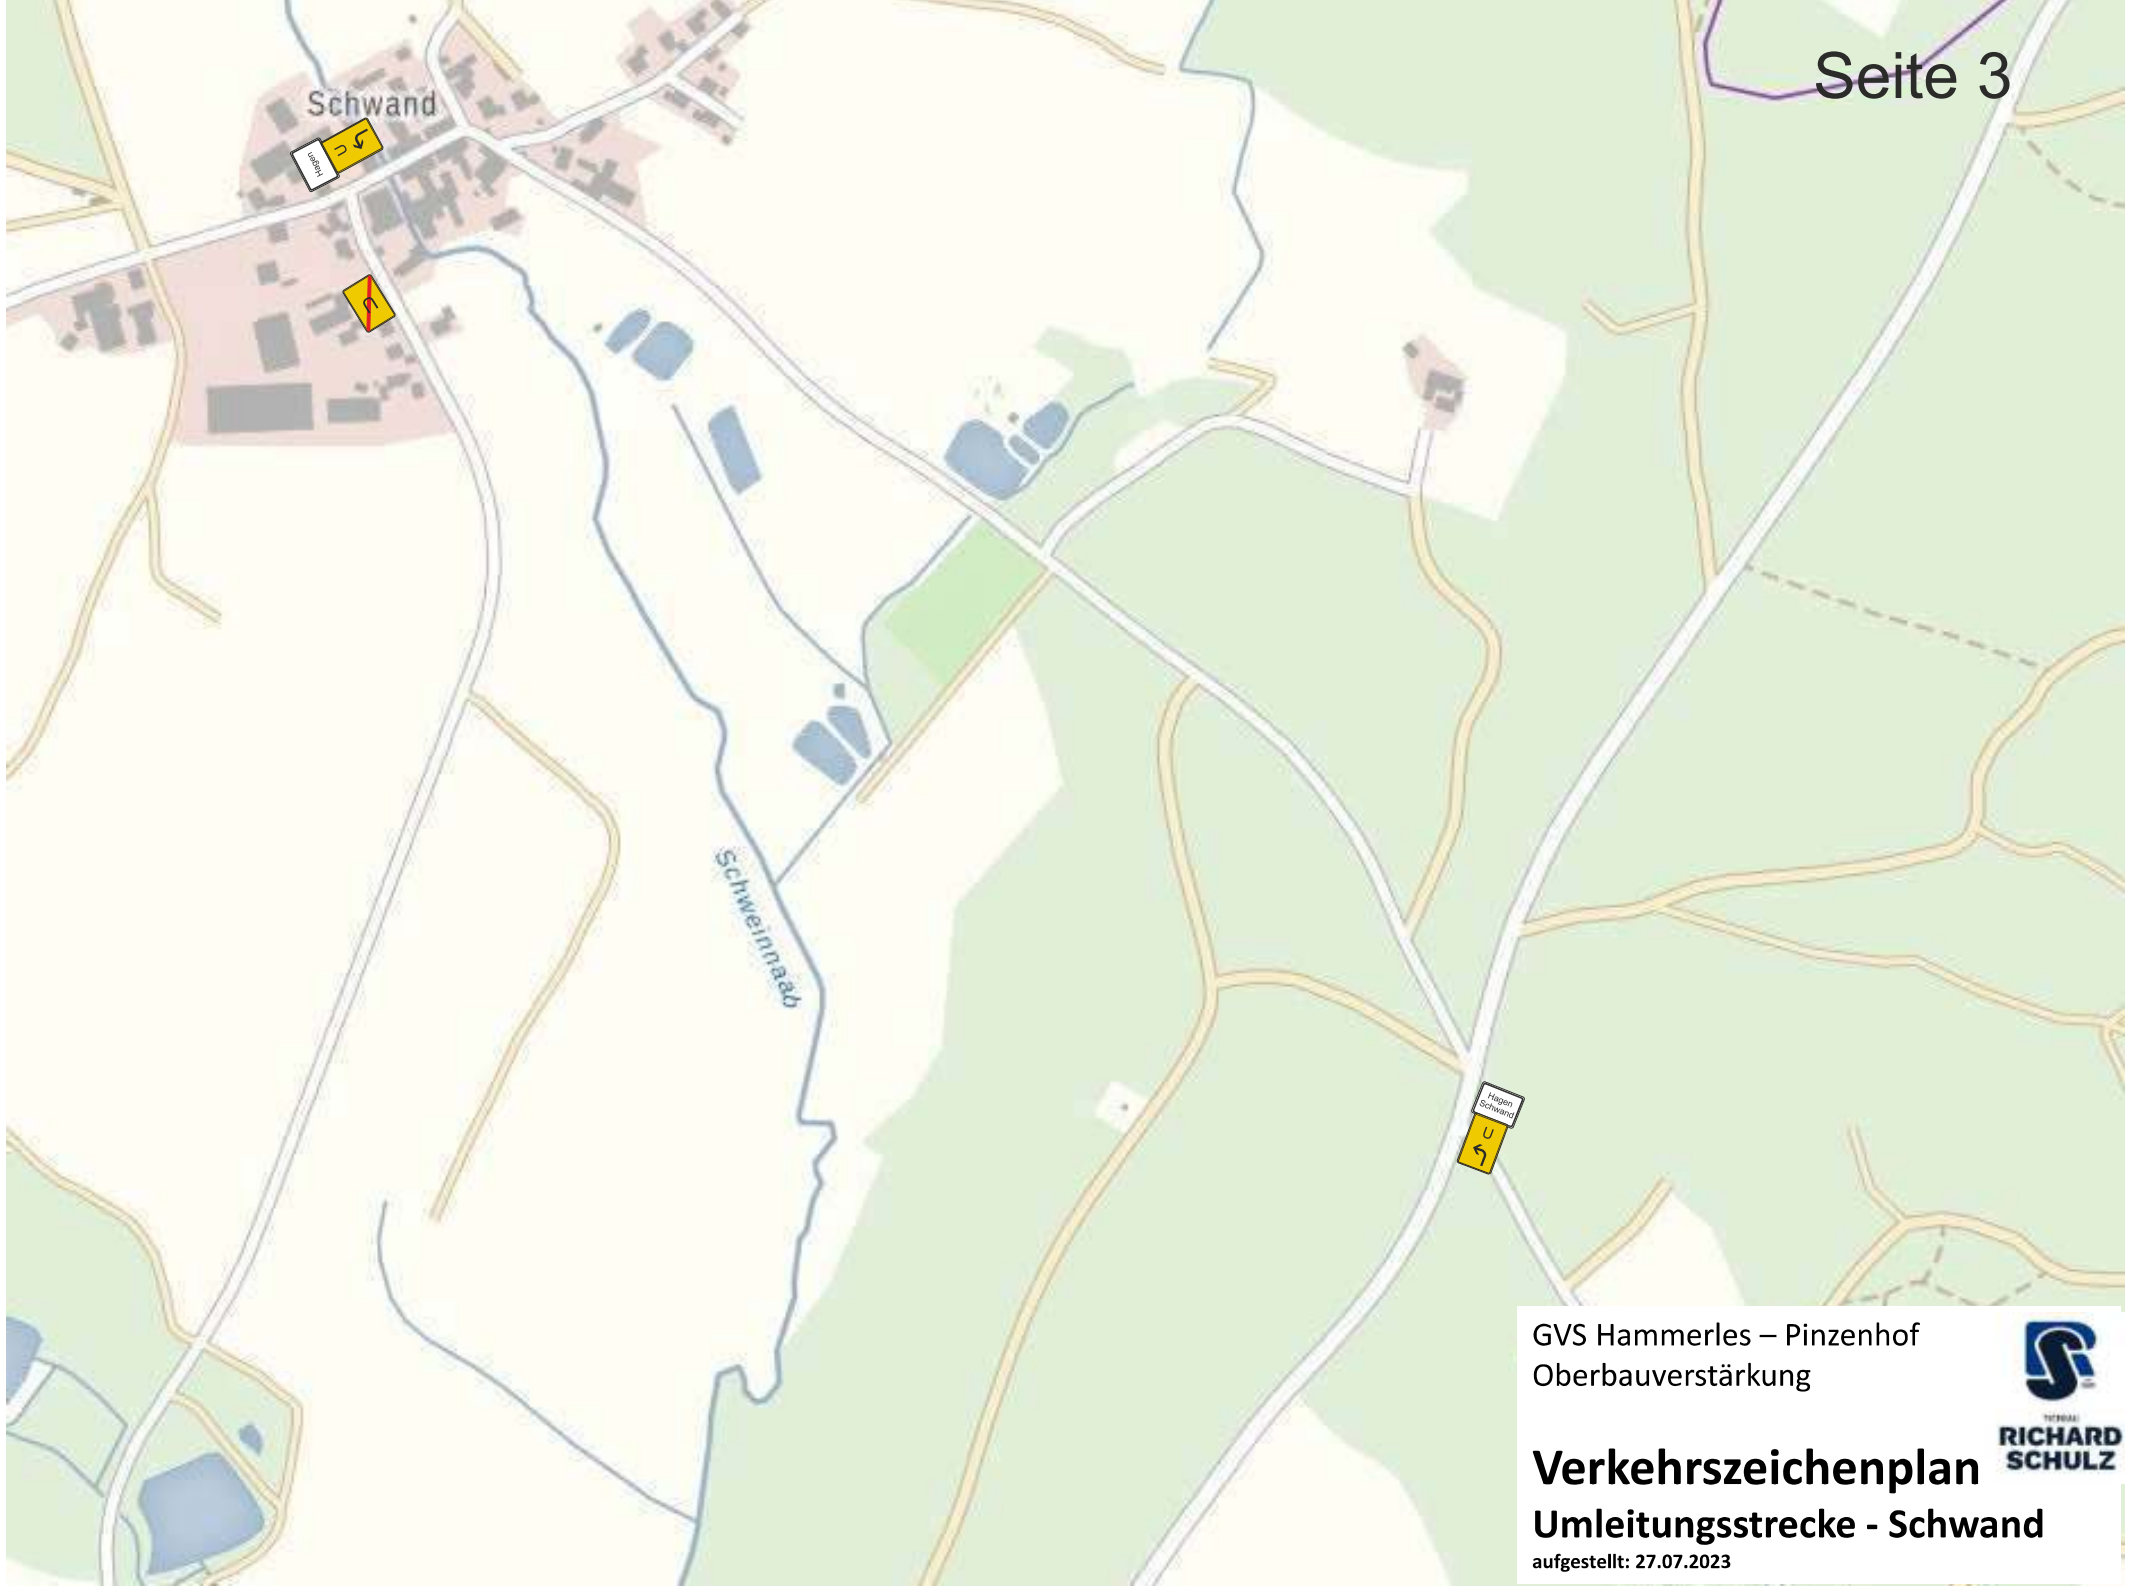 Seite 3
Schwand
U
Hagen
U
Schweinnaab
Hagen
Schwand
U
GVS Hammerles – Pinzenhof
Oberbauverstärkung
RICHARD
SCHULZ
Verkehrszeichenplan
Umleitungsstrecke - Schwand
aufgestellt: 27.07.2023